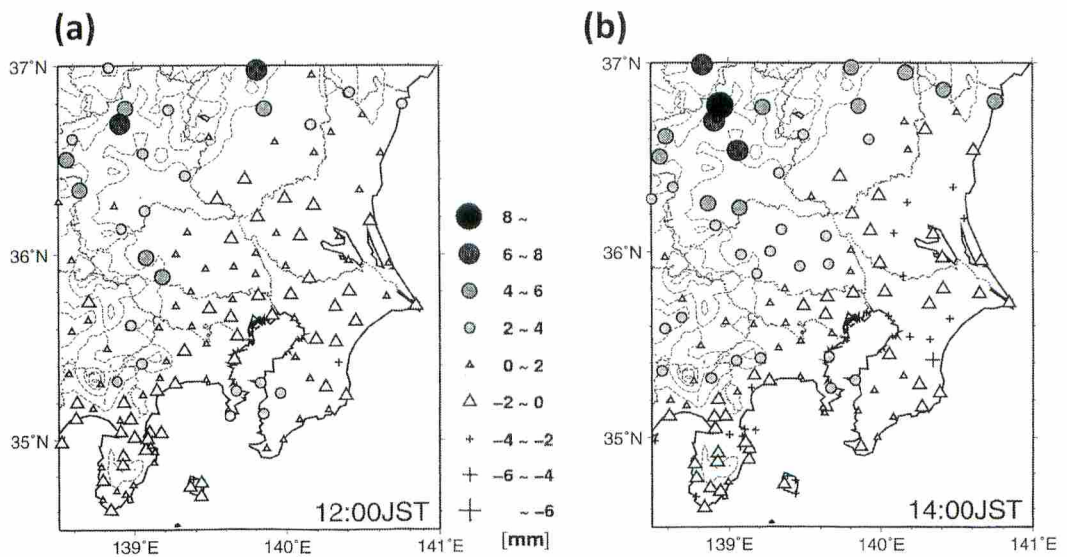 (a)
(b)
37°N
36°N
35°N
139°E
140°E
141°E
12:00JST
8 ~
6 ~ 8
4 ~ 6
2 ~ 4
0 ~ 2
−2 ~ 0
−4 ~ −2
−6 ~ −4
~ −6
[mm]
37°N
36°N
35°N
139°E
140°E
141°E
14:00JST